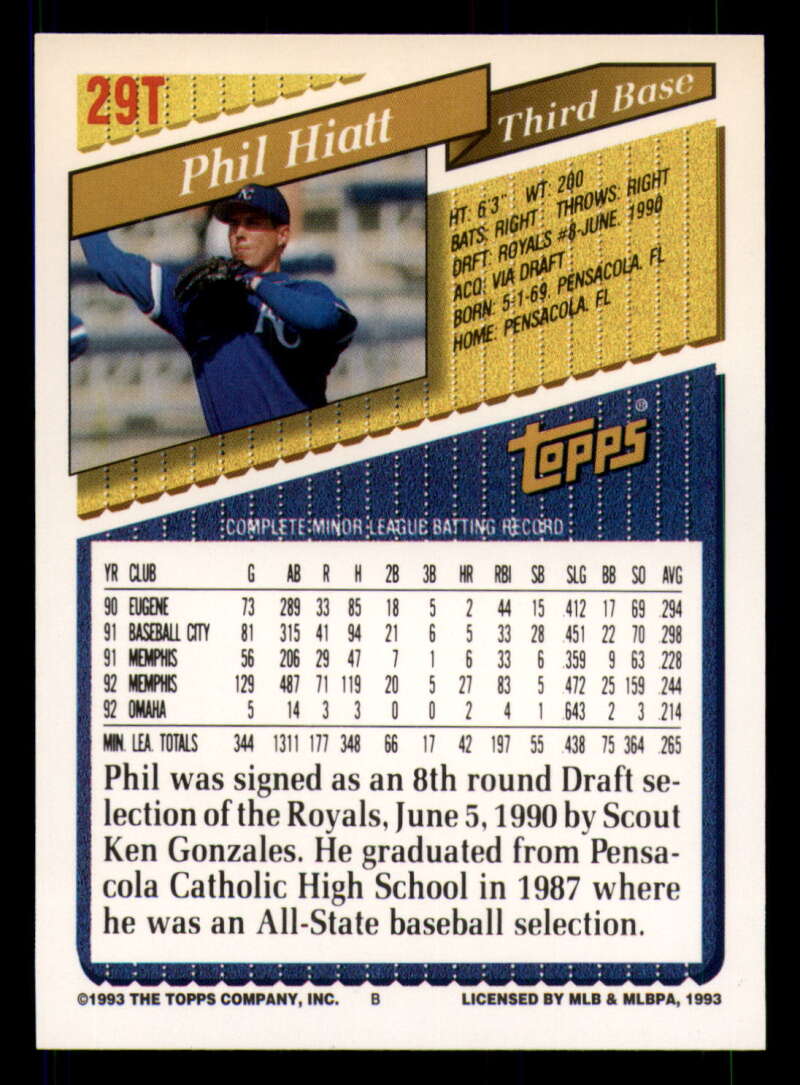 29T
Phil Hiatt
Third Base
KC
KC
HT: 6'3" WT: 200
BATS: RIGHT THROWS: RIGHT
DRFT: ROYALS #8-JUNE, 1990
ACQ: VIA DRAFT
BORN: 5-1-69, PENSACOLA, FL
HOME: PENSACOLA, FL
TOPPS®
COMPLETE MINOR LEAGUE BATTING RECORD
YR CLUB G AB R H 2B 3B HR RBI SB SLG BB SO AVG
90 EUGENE 73 289 33 85 18 5 2 44 15 .412 17 69 .294
91 BASEBALL CITY 81 315 41 94 21 6 5 33 28 .451 22 70 .298
91 MEMPHIS 56 206 29 47 7 1 6 33 6 .359 9 63 .228
92 MEMPHIS 129 487 71 119 20 5 27 83 5 .472 25 159 .244
92 OMAHA 5 14 3 3 0 0 2 4 1 .643 2 3 .214
MIN. LEA. TOTALS 344 1311 177 348 66 17 42 197 55 .438 75 364 .265
Phil was signed as an 8th round Draft se-
lection of the Royals, June 5, 1990 by Scout
Ken Gonzales. He graduated from Pensa-
cola Catholic High School in 1987 where
he was an All-State baseball selection.
©1993 THE TOPPS COMPANY, INC. B LICENSED BY MLB & MLBPA, 1993